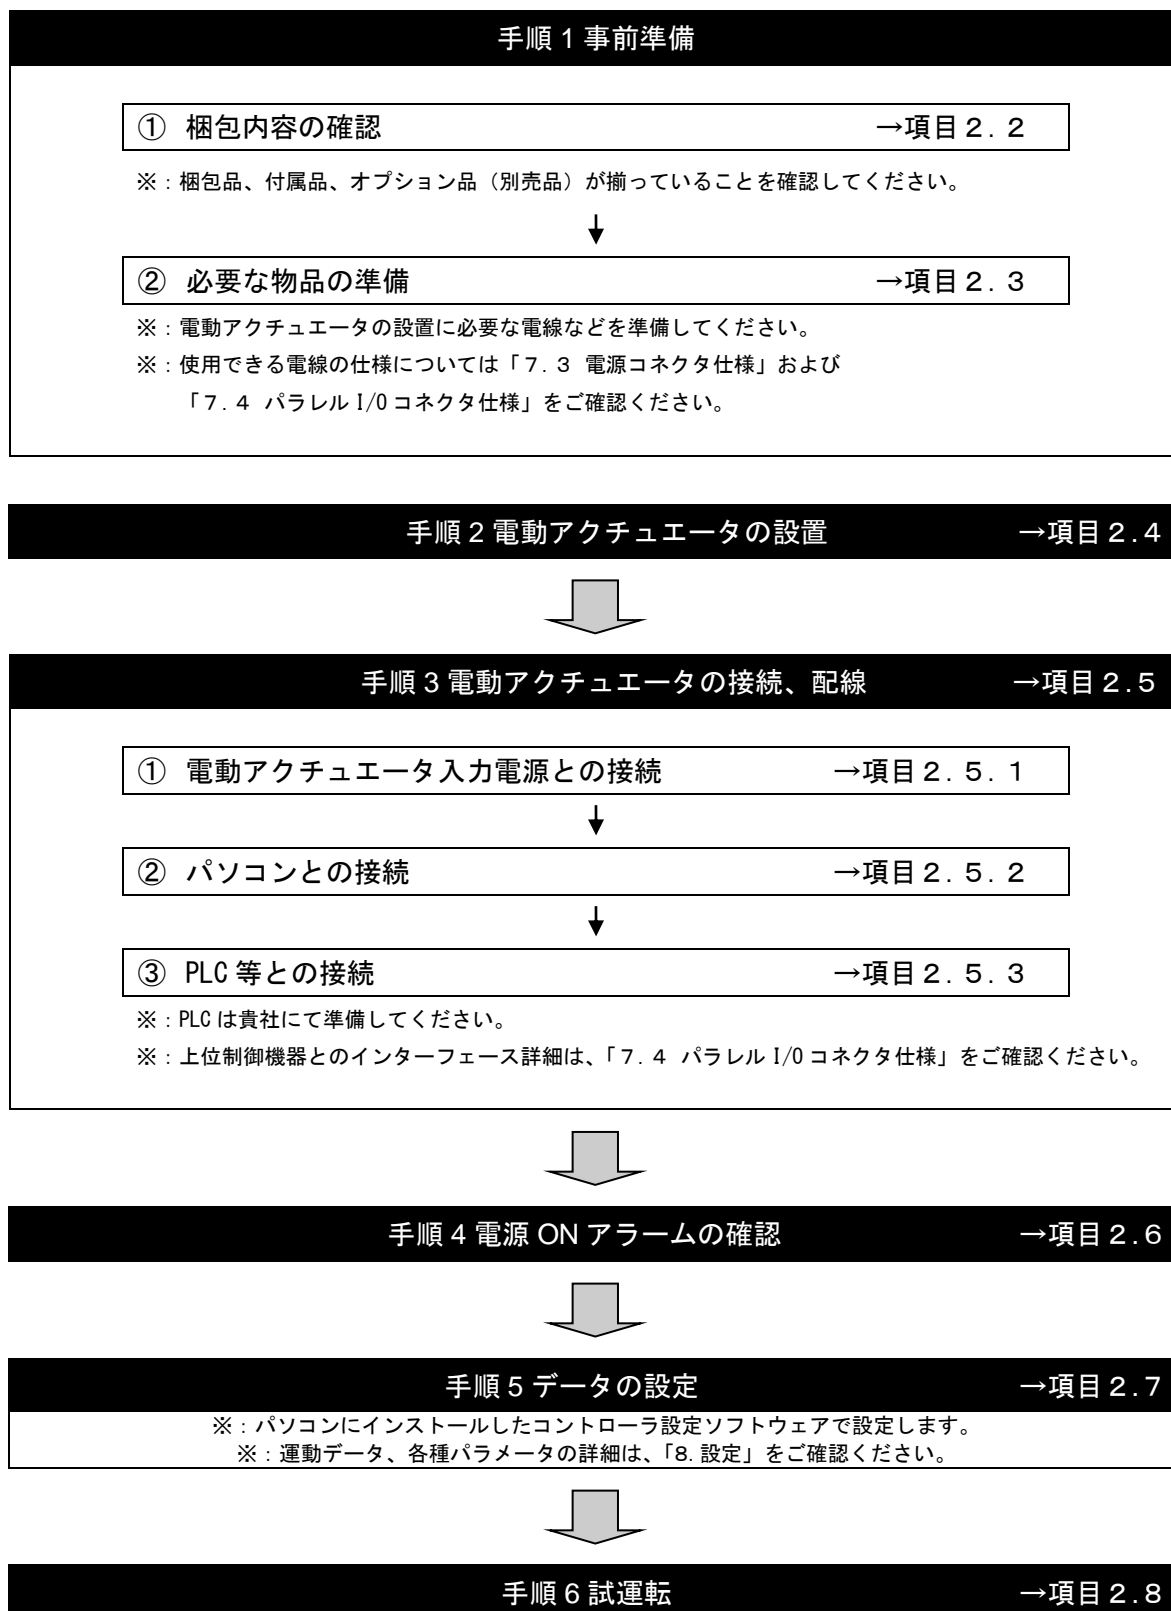 手順 1 事前準備
① 梱包内容の確認 →項目２．２
※：梱包品、付属品、オプション品（別売品）が揃っていることを確認してください。
② 必要な物品の準備 →項目２．３
※：電動アクチュエータの設置に必要な電線などを準備してください。
※：使用できる電線の仕様については「７.３ 電源コネクタ仕様」および
「７.４ パラレル I/O コネクタ仕様」をご確認ください。
手順 2 電動アクチュエータの設置 →項目２.４
手順 3 電動アクチュエータの接続、配線 →項目２.５
① 電動アクチュエータ入力電源との接続 →項目２．５．１
② パソコンとの接続 →項目２．５．２
③ PLC 等との接続 →項目２．５．３
※：PLC は貴社にて準備してください。
※：上位制御機器とのインターフェース詳細は、「７.４ パラレル I/O コネクタ仕様」をご確認ください。
手順 4 電源 ON アラームの確認 →項目２.６
手順 5 データの設定 →項目２.７
※：パソコンにインストールしたコントローラ設定ソフトウェアで設定します。
※：運動データ、各種パラメータの詳細は、「8.設定」をご確認ください。
手順 6 試運転 →項目２.８